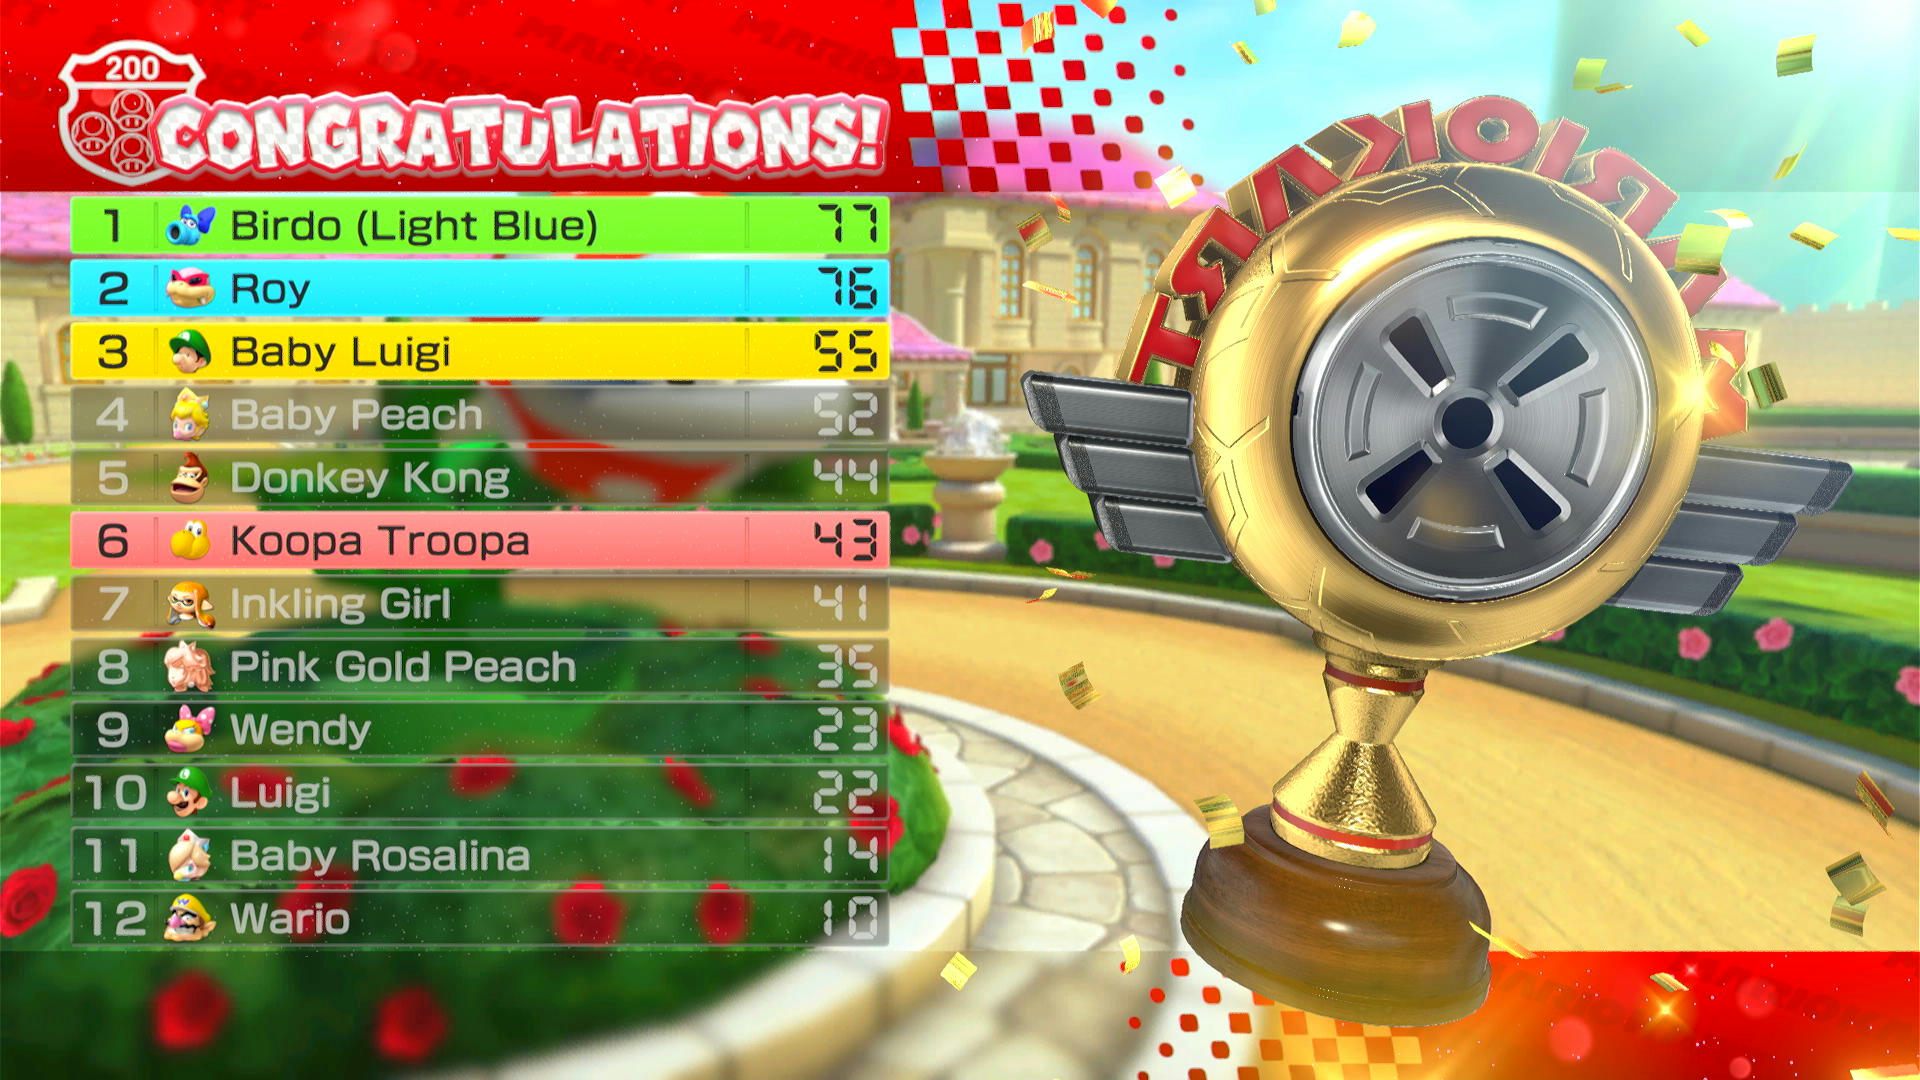 200
CONGRATULATIONS!
1 Birdo (Light Blue) 77
2 Roy 76
3 Baby Luigi 55
4 Baby Peach 52
5 Donkey Kong 44
6 Koopa Troopa 43
7 Inkling Girl 41
8 Pink Gold Peach 35
9 Wendy 23
10 Luigi 22
11 Baby Rosalina 14
12 Wario 10
MARIO KART